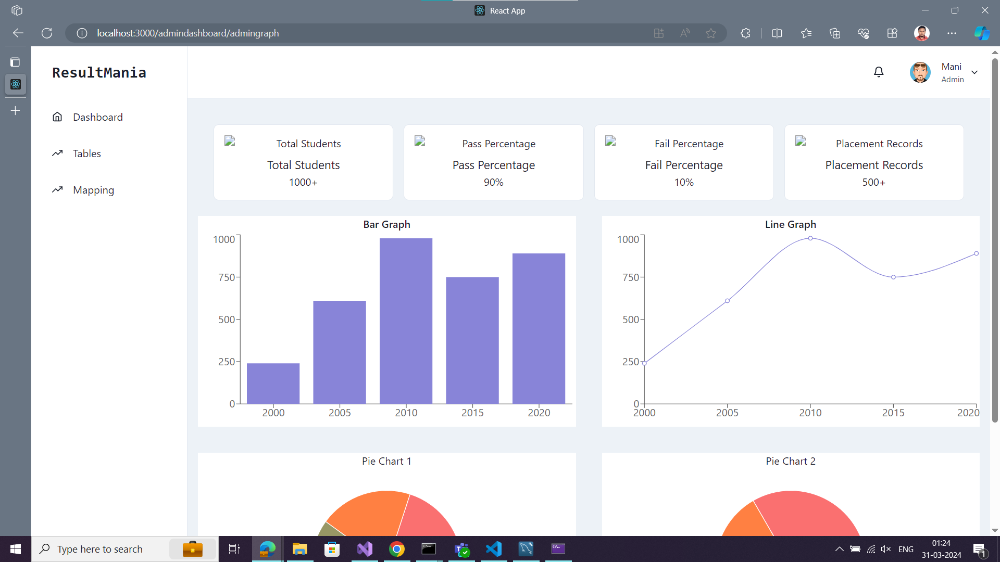 React App
localhost:3000/admindashboard/admingraph
ResultMania
Mani
Admin
Dashboard
Tables
Mapping
Total Students
Total Students
1000+
Pass Percentage
Pass Percentage
90%
Fail Percentage
Fail Percentage
10%
Placement Records
Placement Records
500+
Bar Graph
1000
750
500
250
0
2000 2005 2010 2015 2020
Line Graph
1000
750
500
250
0
2000 2005 2010 2015 2020
Pie Chart 1
Pie Chart 2
Type here to search
ENG
01:24
31-03-2024
1